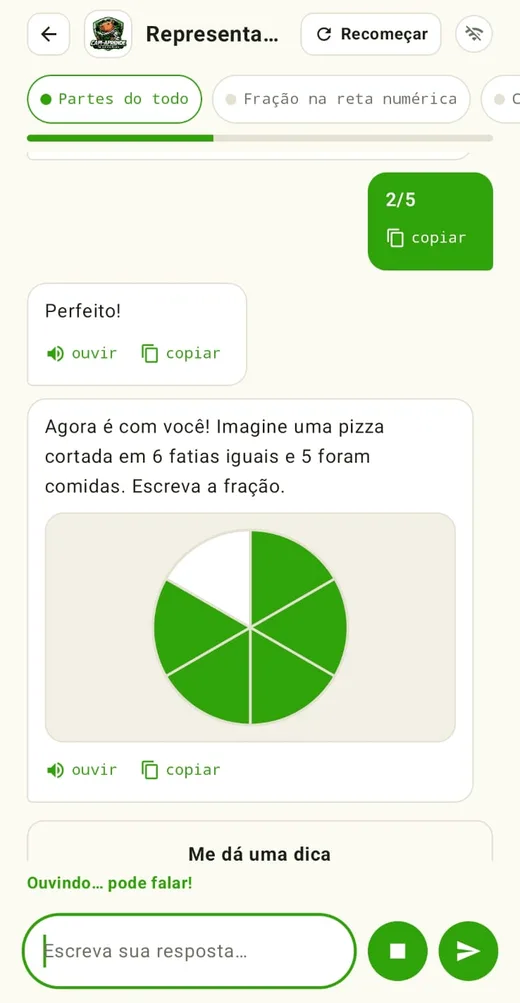 Representa...
Recomeçar
Partes do todo
Fração na reta numérica
2/5
copiar
Perfeito!
ouvir
copiar
Agora é com você! Imagine uma pizza
cortada em 6 fatias iguais e 5 foram
comidas. Escreva a fração.
ouvir
copiar
Me dá uma dica
Ouvindo... pode falar!
Escreva sua resposta...